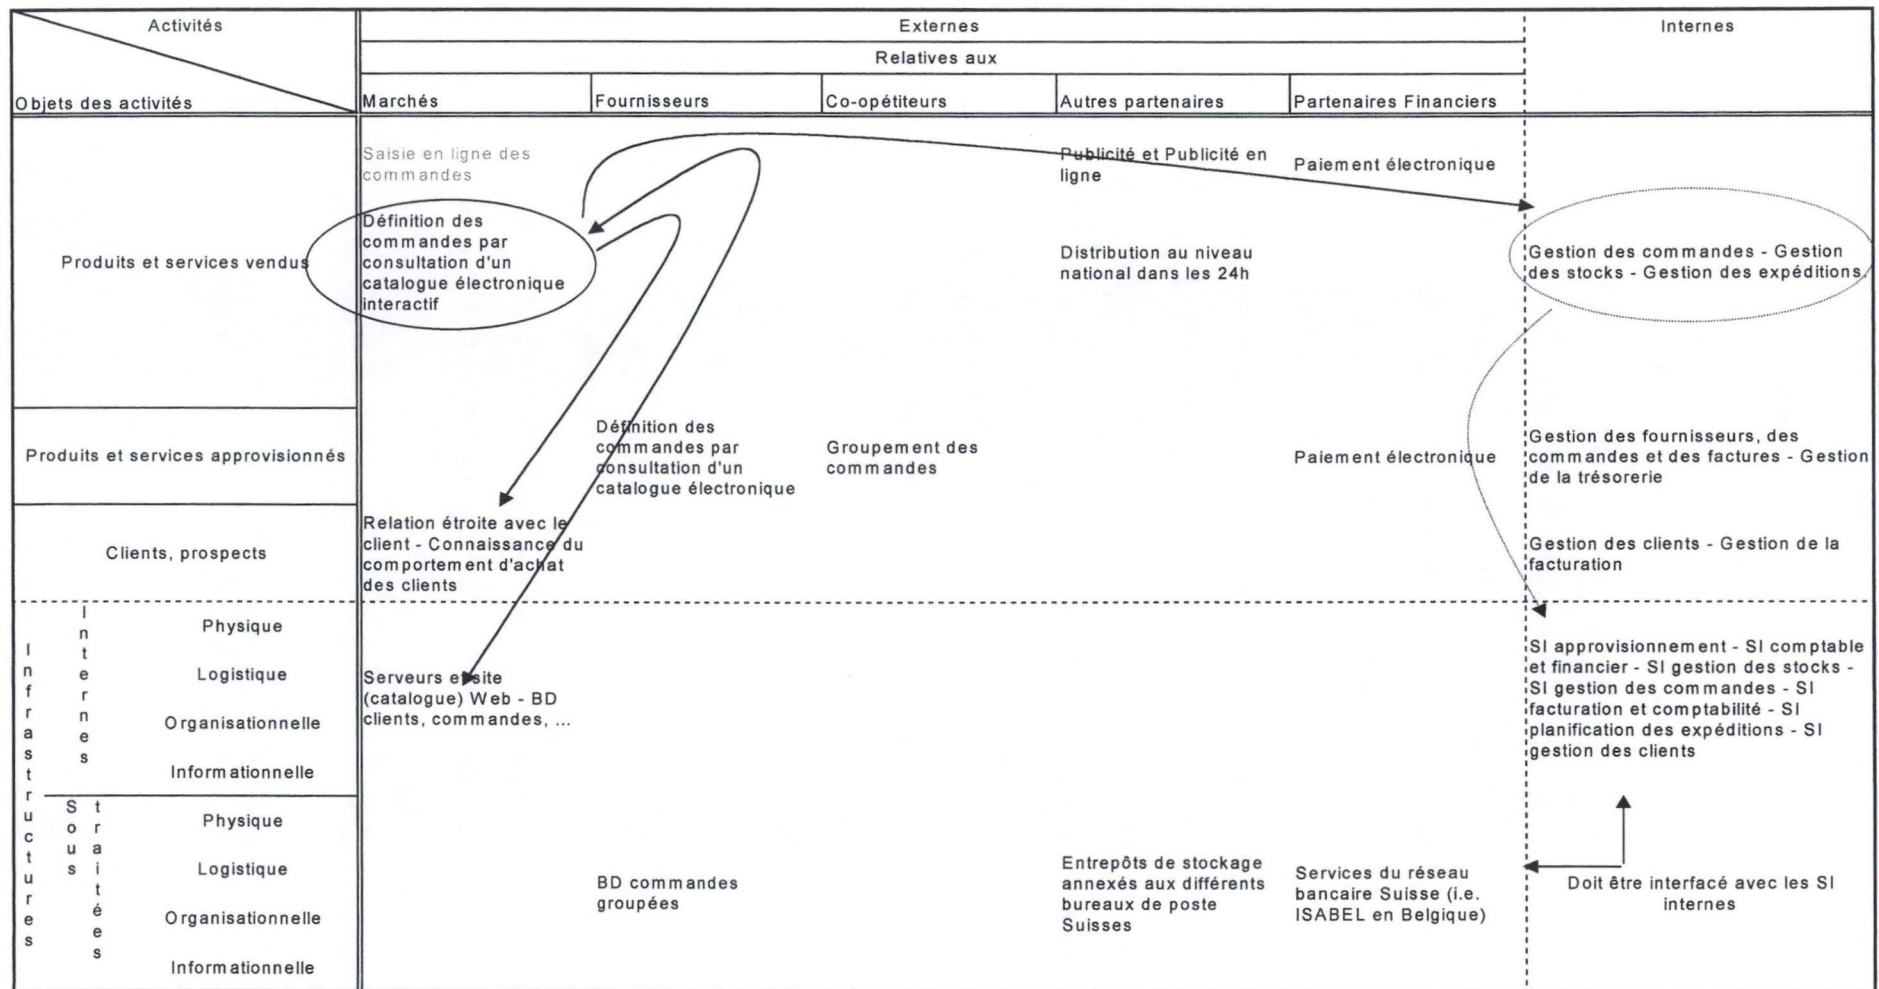 Activités
Externes
Internes
Relatives aux
Objets des activités
Marchés
Fournisseurs
Co-opétiteurs
Autres partenaires
Partenaires Financiers
Produits et services vendus
Saisie en ligne des
commandes
Définition des
commandes par
consultation d'un
catalogue électronique
interactif
Publicité et Publicité en
ligne
Distribution au niveau
national dans les 24h
Paiement électronique
Gestion des commandes - Gestion
des stocks - Gestion des expéditions
Produits et services approvisionnés
Définition des
commandes par
consultation d'un
catalogue électronique
Groupement des
commandes
Paiement électronique
Gestion des fournisseurs, des
commandes et des factures - Gestion
de la trésorerie
Clients, prospects
Relation étroite avec le
client - Connaissance du
comportement d'achat
des clients
Gestion des clients - Gestion de la
facturation
Infrastructures
Internes
Physique
Logistique
Organisationnelle
Informationnelle
Serveurs et site
(catalogue) Web - BD
clients, commandes, ...
SI approvisionnement - SI comptable
et financier - SI gestion des stocks -
SI gestion des commandes - SI
facturation et comptabilité - SI
planification des expéditions - SI
gestion des clients
Sous
traitées
Physique
Logistique
Organisationnelle
Informationnelle
BD commandes
groupées
Entrepôts de stockage
annexés aux différents
bureaux de poste
Suisses
Services du réseau
bancaire Suisse (i.e.
ISABEL en Belgique)
Doit être interfacé avec les SI
internes